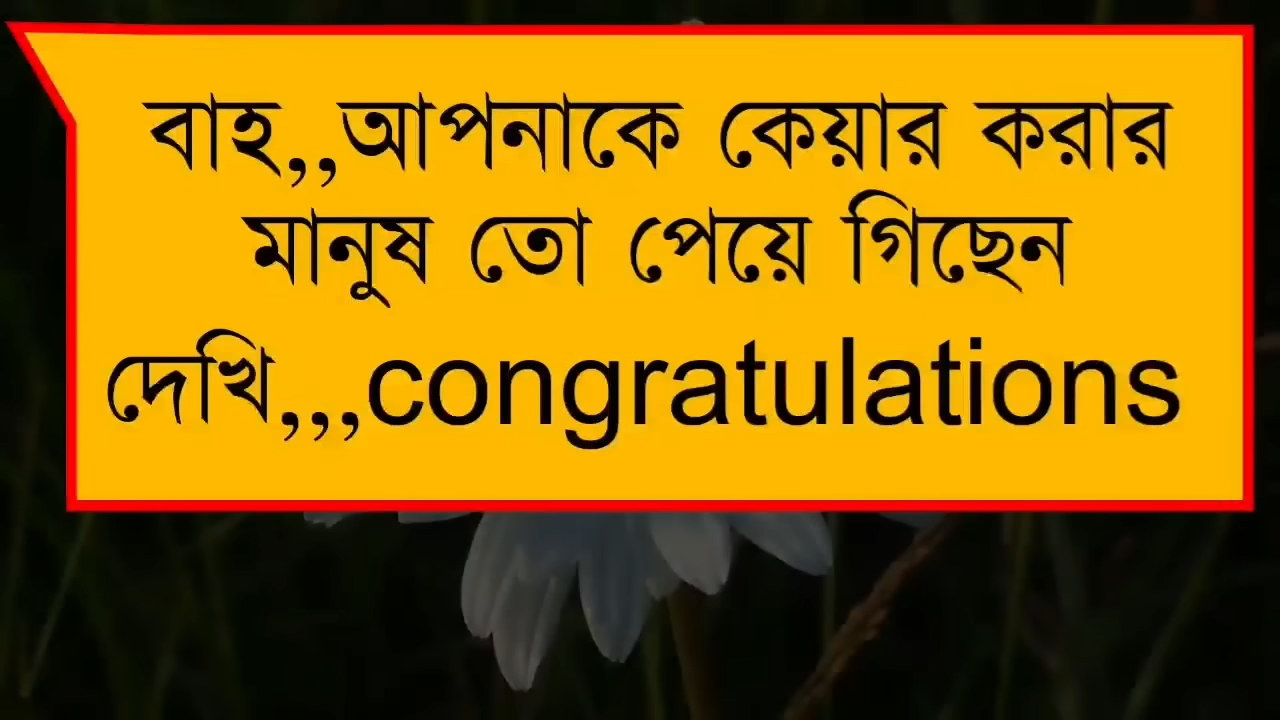 বাহ,,আপনাকে কেয়ার করার
মানুষ তো পেয়ে গিছেন
দেখি,,,congratulations